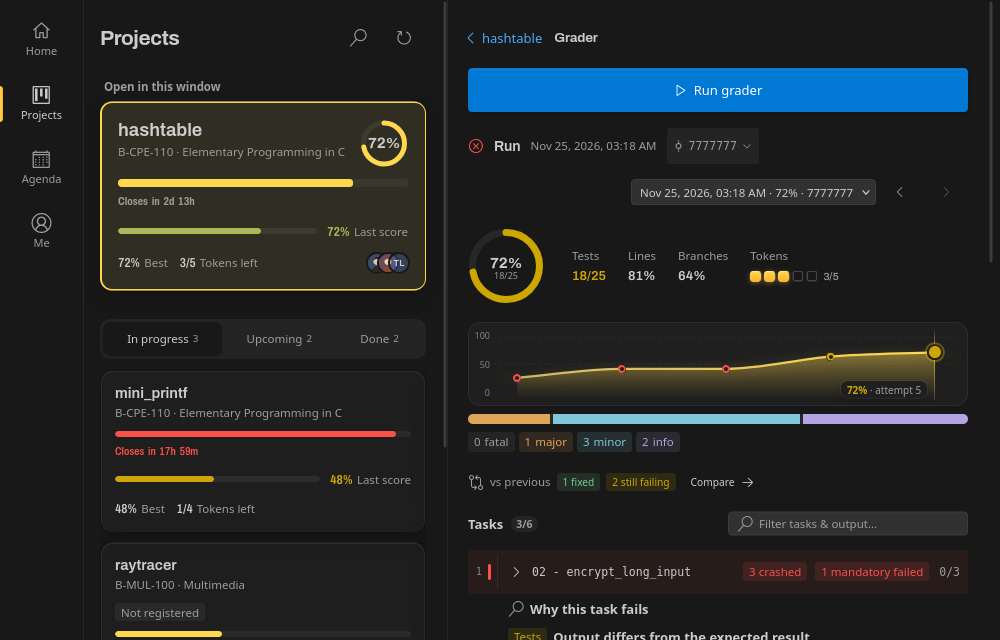 Home
Projects
Agenda
Me
Projects
Open in this window
hashtable
B-CPE-110 · Elementary Programming in C
72%
Closes in 2d 13h
72% Last score
72% Best 3/5 Tokens left
TL
In progress 3
Upcoming 2
Done 2
mini_printf
B-CPE-110 · Elementary Programming in C
Closes in 17h 59m
48% Last score
48% Best 1/4 Tokens left
raytracer
B-MUL-100 · Multimedia
Not registered
hashtable Grader
Run grader
Run Nov 25, 2026, 03:18 AM 7777777
Nov 25, 2026, 03:18 AM · 72% · 7777777
72%
18/25
Tests Lines Branches Tokens
18/25 81% 64% 3/5
100
50
0
72% · attempt 5
0 fatal 1 major 3 minor 2 info
vs previous 1 fixed 2 still failing Compare
Tasks 3/6
Filter tasks & output...
1 02 - encrypt_long_input 3 crashed 1 mandatory failed 0/3
Why this task fails
Tests Output differs from the expected result